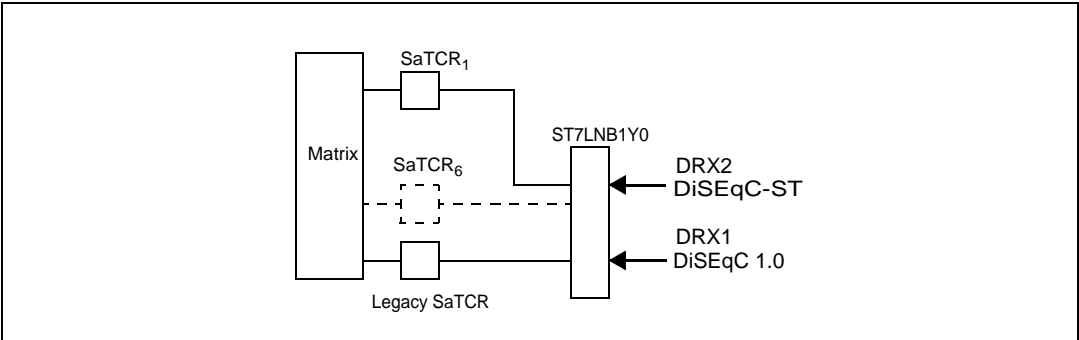 SaTCR1
ST7LNB1Y0
Matrix
SaTCR6
DRX2
DiSEqC-ST
DRX1
DiSEqC 1.0
Legacy SaTCR